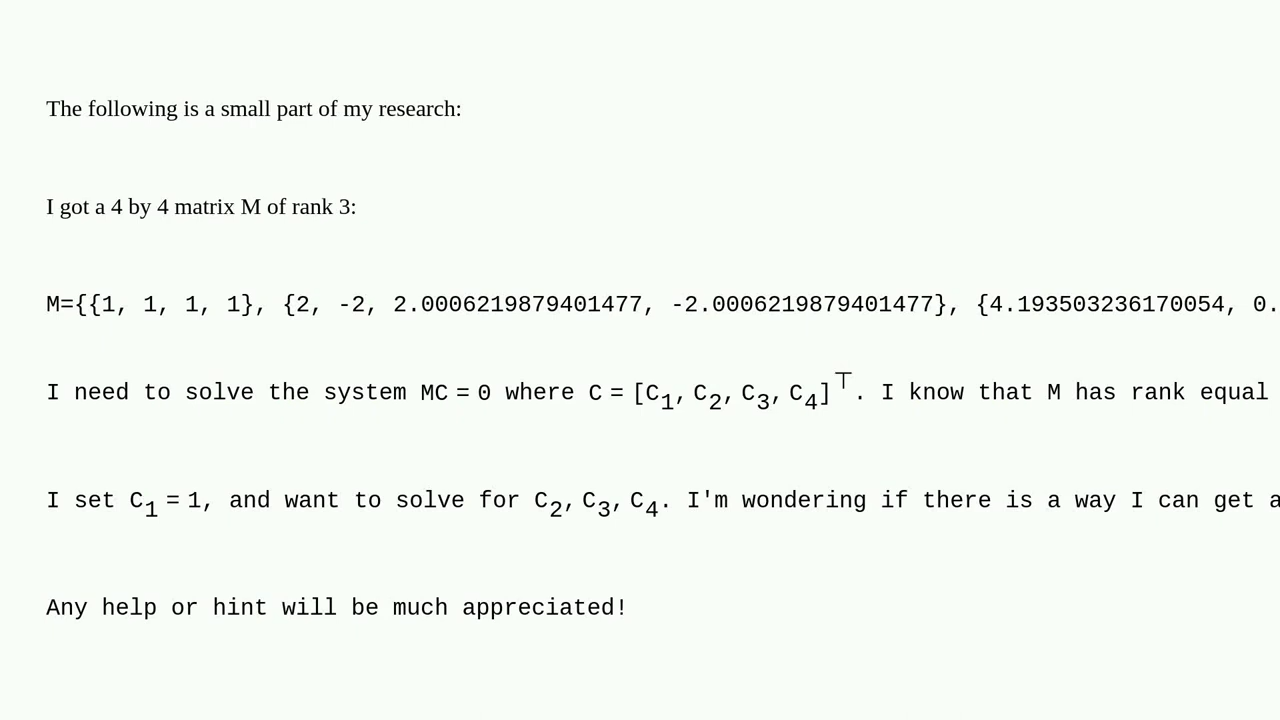 The following is a small part of my research:
I got a 4 by 4 matrix M of rank 3:
M={{1, 1, 1, 1}, {2, -2, 2.0006219879401477, -2.0006219879401477}, {4.193503236170054, 0.
I need to solve the system MC = 0 where C = [C₁, C₂, C₃, C₄]⊤. I know that M has rank equal
I set C₁ = 1, and want to solve for C₂, C₃, C₄. I'm wondering if there is a way I can get a
Any help or hint will be much appreciated!